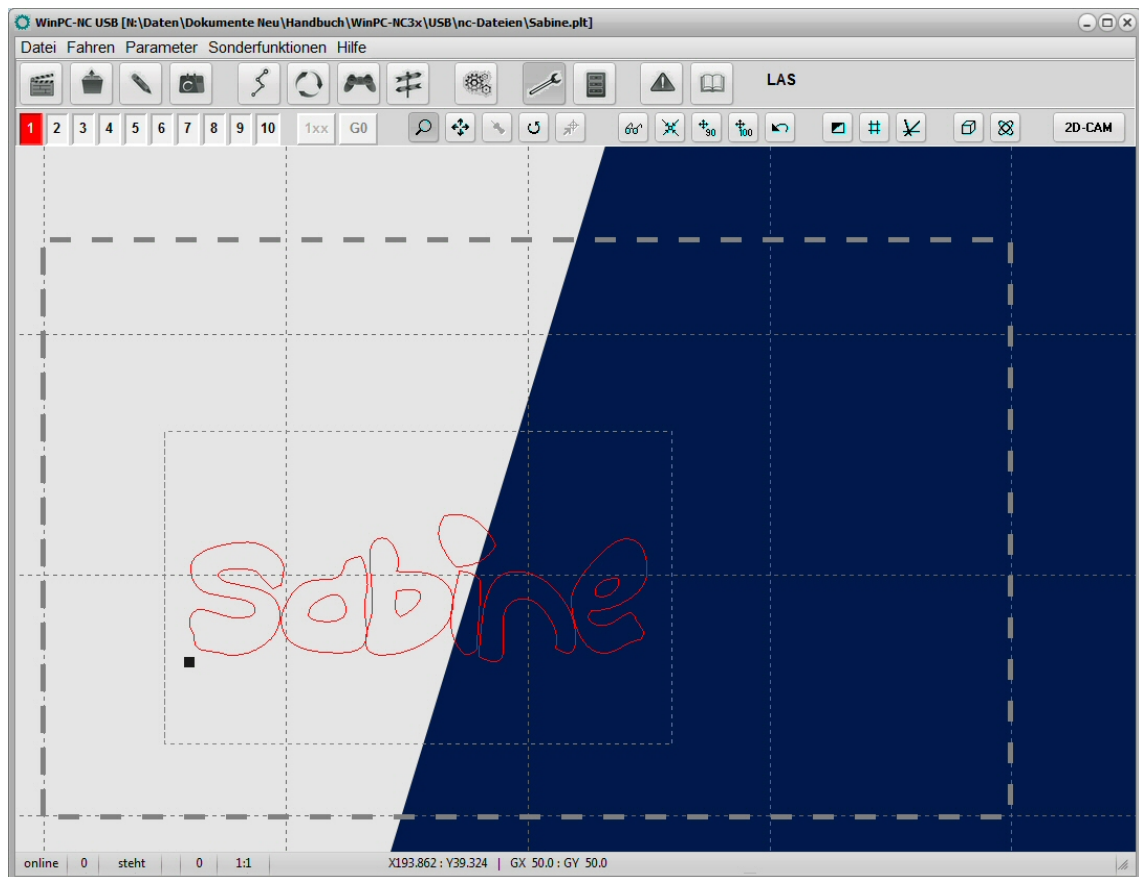 WinPC-NC USB [N:\Daten\Dokumente Neu\Handbuch\WinPC-NC3x\USB\nc-Dateien\Sabine.plt]
Datei Fahren Parameter Sonderfunktionen Hilfe
C LAS
1 2 3 4 5 6 7 8 9 10 1xx G0 90 100 2D-CAM
Sabine
online 0 steht 0 1:1 X193.862 : Y39.324 | GX 50.0 : GY 50.0